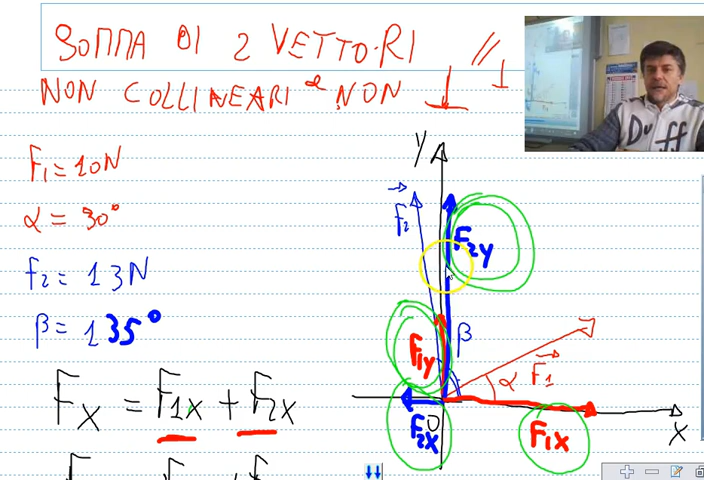 SOMMA DI 2 VETTORI // ⊥
NON COLLINEARI e NON ⊥
F1 = 10N
α = 30°
F2 = 13N
β = 135°
Fx = F1x + F2x
Y
F2
F2y
β
F1y
α F1
O
X
F2x
F1x
Duff